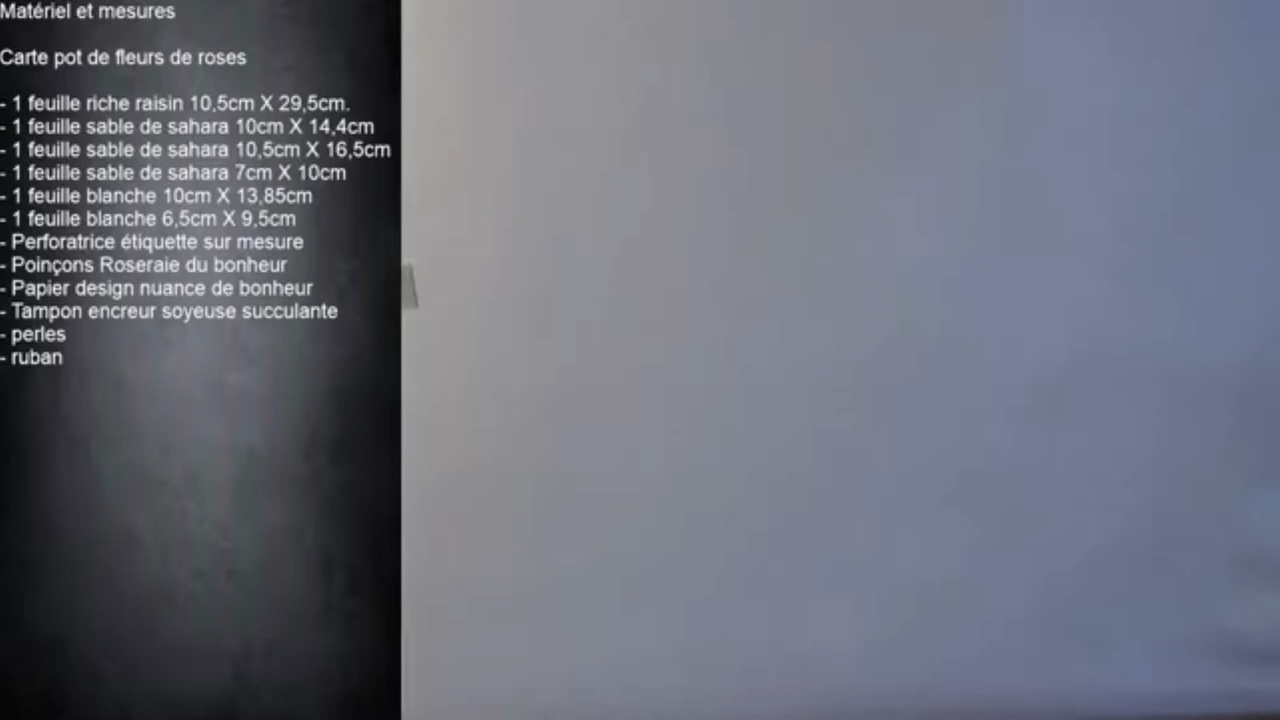 Matériel et mesures
Carte pot de fleurs de roses
- 1 feuille riche raisin 10,5cm X 29,5cm.
- 1 feuille sable de sahara 10cm X 14,4cm
- 1 feuille sable de sahara 10,5cm X 16,5cm
- 1 feuille sable de sahara 7cm X 10cm
- 1 feuille blanche 10cm X 13,85cm
- 1 feuille blanche 6,5cm X 9,5cm
- Perforatrice étiquette sur mesure
- Poinçons Roseraie du bonheur
- Papier design nuance de bonheur
- Tampon encreur soyeuse succulante
- perles
- ruban